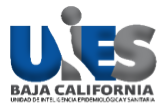 UIES
BAJA CALIFORNIA
UNIDAD DE INTELIGENCIA EPIDEMIOLÓGICA Y SANITARIA